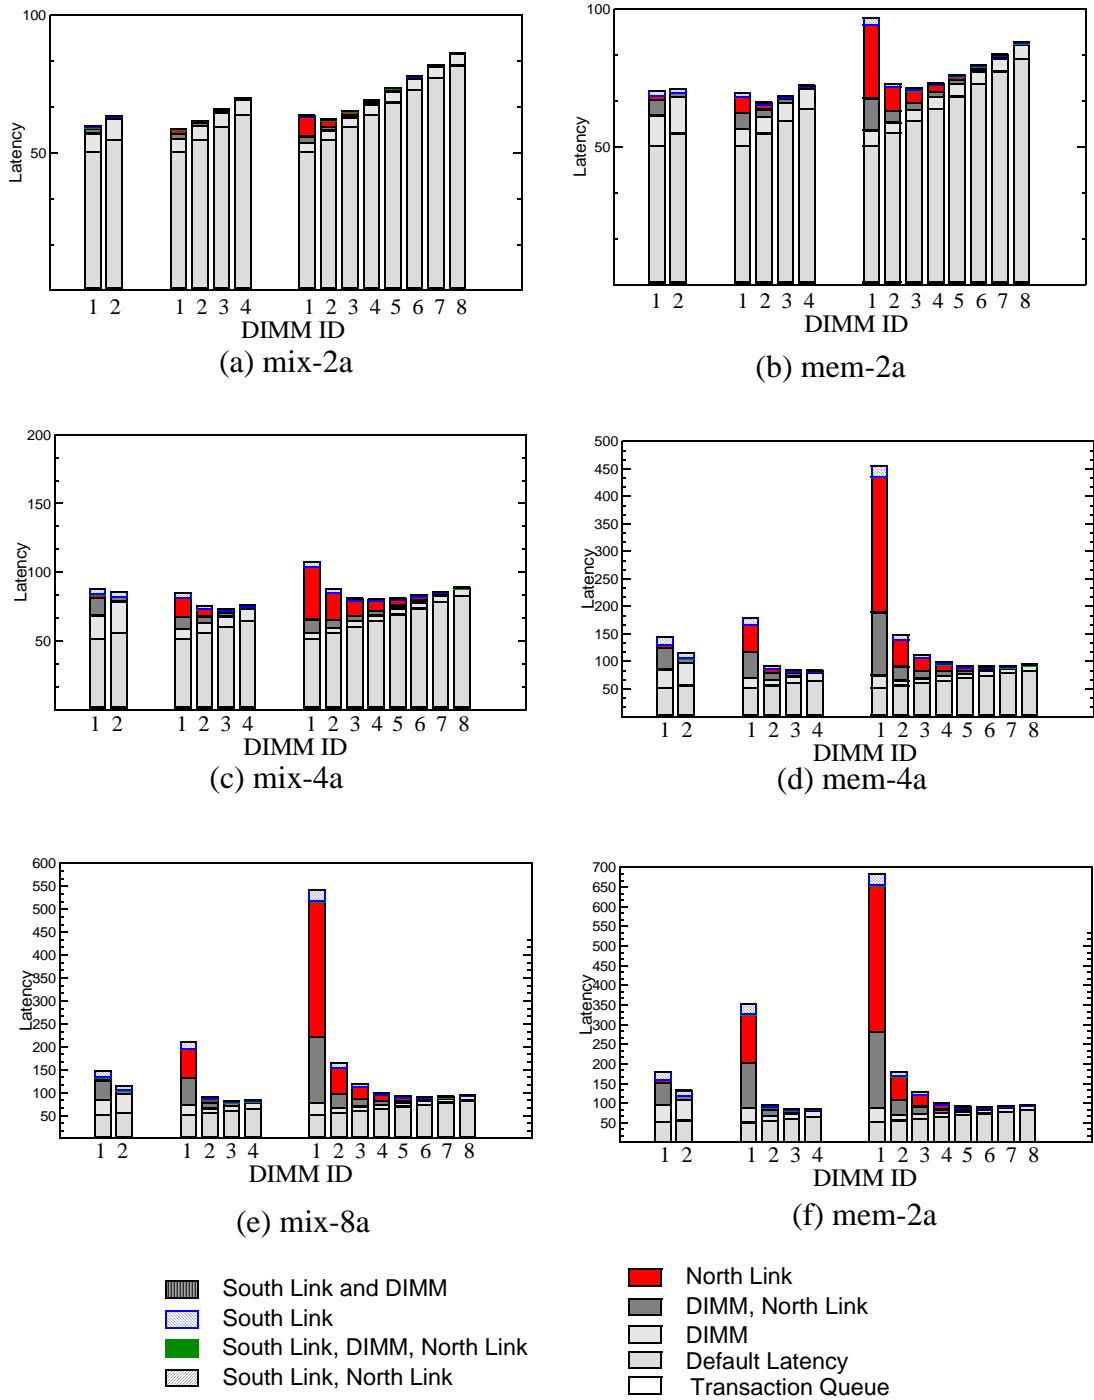 100
50
Latency
1 2 1 2 3 4 1 2 3 4 5 6 7 8
DIMM ID
(a) mix-2a
100
50
Latency
1 2 1 2 3 4 1 2 3 4 5 6 7 8
DIMM ID
(b) mem-2a
200
150
100
50
Latency
1 2 1 2 3 4 1 2 3 4 5 6 7 8
DIMM ID
(c) mix-4a
500
450
400
350
300
250
200
150
100
50
Latency
1 2 1 2 3 4 1 2 3 4 5 6 7 8
DIMM ID
(d) mem-4a
600
550
500
450
400
350
300
250
200
150
100
50
Latency
1 2 1 2 3 4 1 2 3 4 5 6 7 8
DIMM ID
(e) mix-8a
700
650
600
550
500
450
400
350
300
250
200
150
100
50
Latency
1 2 1 2 3 4 1 2 3 4 5 6 7 8
DIMM ID
(f) mem-2a
South Link and DIMM
South Link
South Link, DIMM, North Link
South Link, North Link
North Link
DIMM, North Link
DIMM
Default Latency
Transaction Queue